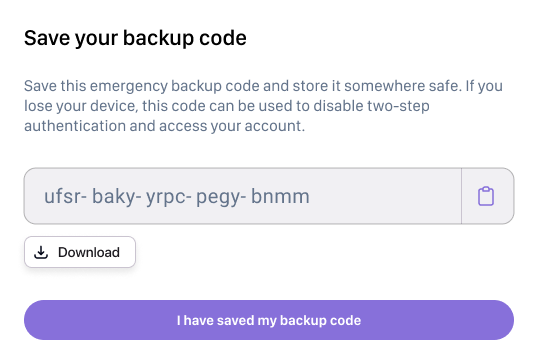 Save your backup code
Save this emergency backup code and store it somewhere safe. If you
lose your device, this code can be used to disable two-step
authentication and access your account.
ufsr- baky- yrpc- pegy- bnmm
Download
I have saved my backup code